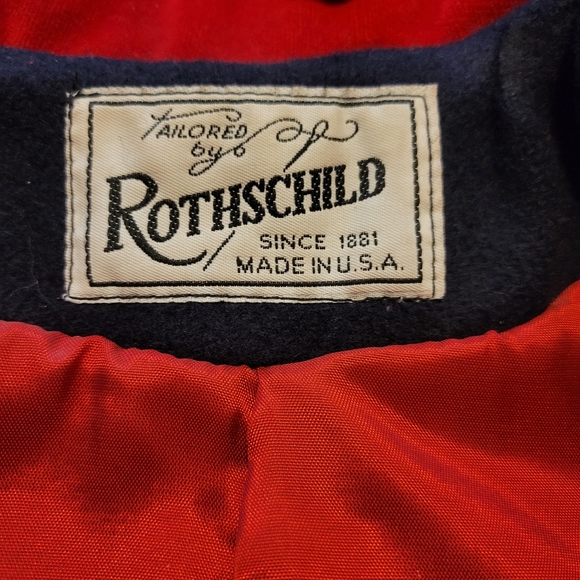 TAILORED
by
ROTHSCHILD
SINCE 1881
MADE IN U.S.A.